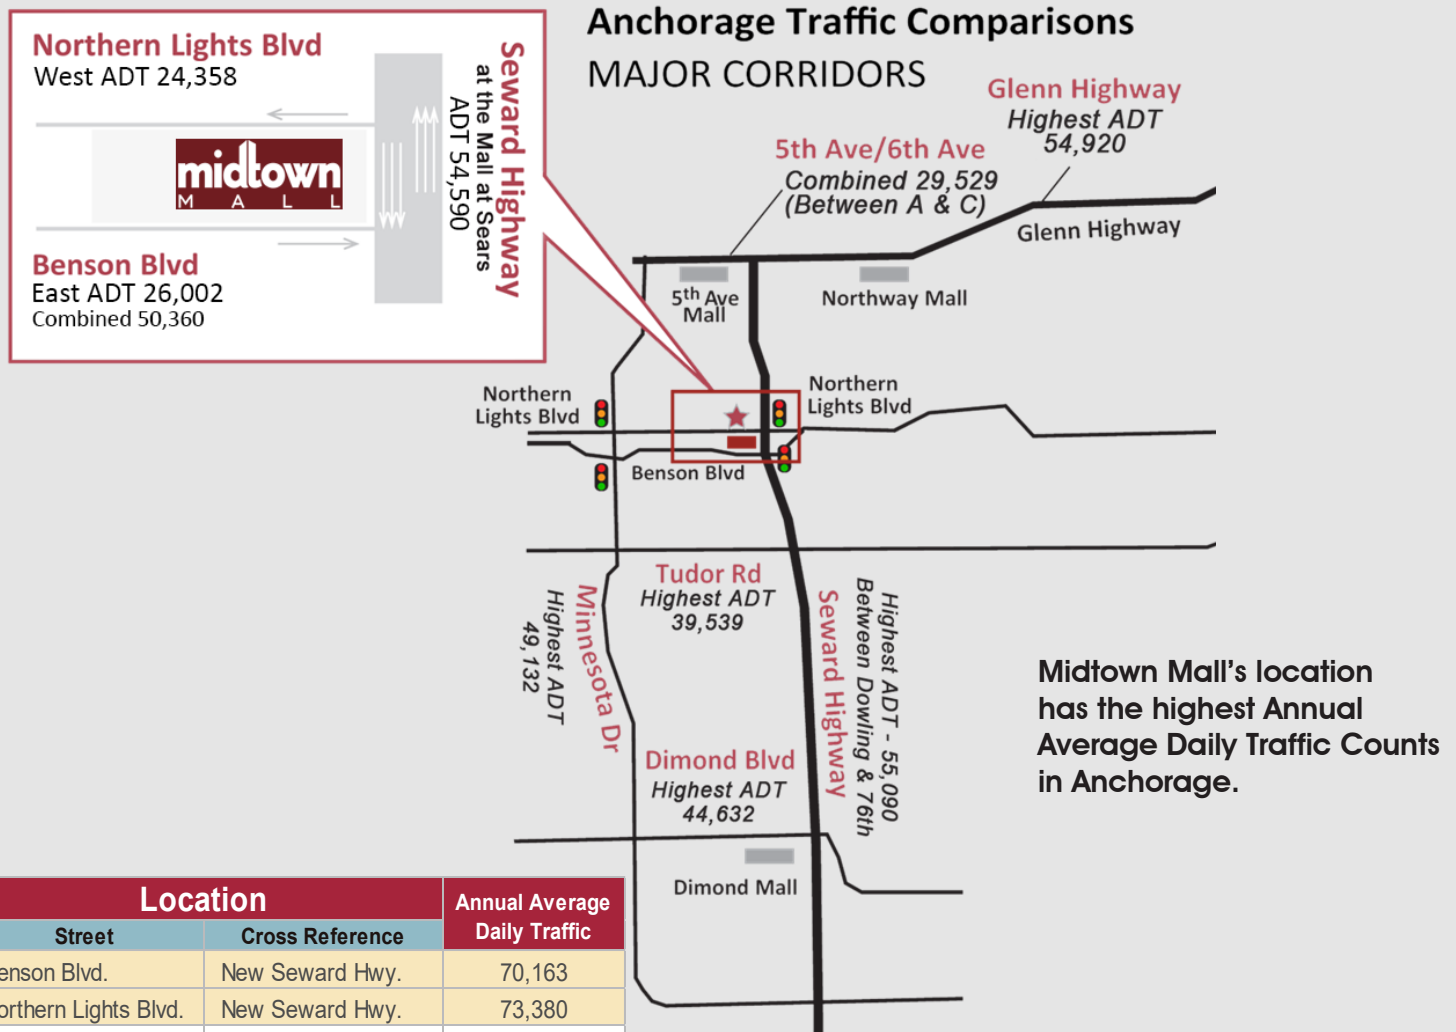 Anchorage Traffic Comparisons
MAJOR CORRIDORS
Northern Lights Blvd
West ADT 24,358
midtown
MALL
Benson Blvd
East ADT 26,002
Combined 50,360
Seward Highway
at the Mall at Sears
ADT 54,590
Glenn Highway
Highest ADT
54,920
5th Ave/6th Ave
Combined 29,529
(Between A & C)
Glenn Highway
5th Ave
Mall
Northway Mall
Northern
Lights Blvd
Northern
Lights Blvd
Benson Blvd
Tudor Rd
Highest ADT
39,539
Minnesota Dr
Highest ADT
49,132
Seward Highway
Highest ADT - 55,090
Between Dowling & 76th
Dimond Blvd
Highest ADT
44,632
Dimond Mall
Midtown Mall’s location
has the highest Annual
Average Daily Traffic Counts
in Anchorage.
Location
Annual Average
Daily Traffic
Street Cross Reference
enson Blvd. New Seward Hwy. 70,163
orthern Lights Blvd. New Seward Hwy. 73,380